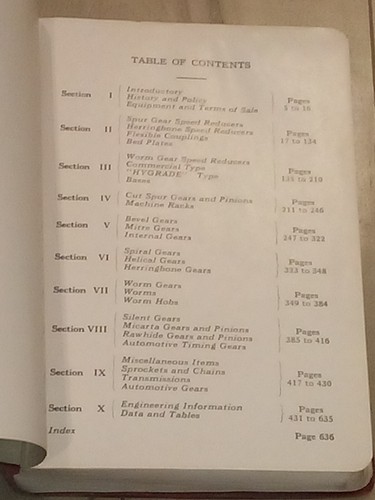 TABLE OF CONTENTS
Section I Introductory
History and Policy
Equipment and Terms of Sale
Pages
5 to 16
Section II Spur Gear Speed Reducers
Herringbone Speed Reducers
Flexible Couplings
Bed Plates
Pages
17 to 134
Section III Worm Gear Speed Reducers
Commercial Type
"HYGRADE" Type
Bases
Pages
135 to 210
Section IV Cut Spur Gears and Pinions
Machine Racks
Pages
211 to 246
Section V Bevel Gears
Mitre Gears
Internal Gears
Pages
247 to 322
Section VI Spiral Gears
Helical Gears
Herringbone Gears
Pages
323 to 348
Section VII Worm Gears
Worms
Worm Hobs
Pages
349 to 384
Section VIII Silent Gears
Micarta Gears and Pinions
Rawhide Gears and Pinions
Automotive Timing Gears
Pages
385 to 416
Section IX Miscellaneous Items
Sprockets and Chains
Transmissions
Automotive Gears
Pages
417 to 430
Section X Engineering Information
Data and Tables
Pages
431 to 635
Index Page 636